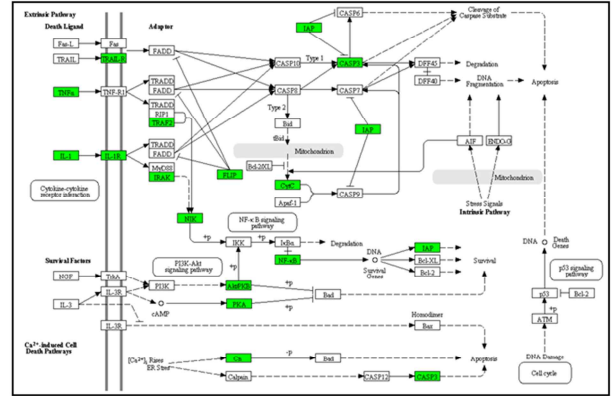 Extrinsic Pathway
Death Ligand
Adaptor
Fas-L
Fas
FADD
TRAIL
TRAIL-R
FADD
TNFα
TNF-R1
TRADD
FADD
TRADD
RIP1
TRAF2
IL-1
IL-1R
TRADD
FADD
MyD88
IRAK
FLIP
NIK
CASP10
Type 1
CASP8
Type 2
Bid
tBid
Mitochondrion
Bcl-2/XL
CytC
Apaf-1
CASP9
IAP
CASP6
CASP3
CASP7
IAP
Cleavage of
Caspase Substrate
DFF45
Degradation
DFF40
DNA
Fragmentation
Apoptosis
AIF
ENDO-G
Mitochondrion
Stress Signals
Intrinsic Pathway
Cytokine-cytokine
receptor interaction
NF-κB signaling
pathway
+p
IKK
+p
IκBα
Degradation
NF-κB
DNA
Survival
Genes
IAP
Bcl-XL
Bcl-2
Survival
PI3K-Akt
signaling pathway
+p
Survival Factors
NGF
TrkA
IL-3
IL-3R
PI3K
Akt/PKB
cAMP
PKA
+p
Bad
IL-3R
Homodimer
Bax
DNA
Death
Genes
p53 signaling
pathway
p53
Bcl-2
+p
ATM
DNA Damage
Cell cycle
Ca²⁺-induced Cell
Death Pathways
[Ca²⁺]i Rises
ER Stress
Cn
-p
Bad
Calpain
CASP12
CASP3
Apoptosis